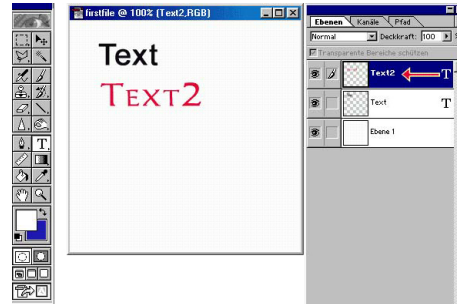 firstfile @ 100% (Text2,RGB)
Text
TEXT2
Ebenen Kanäle Pfad
Normal Deckkraft: 100
Transparente Bereiche schützen
Text2 T
Text T
Ebene 1
T